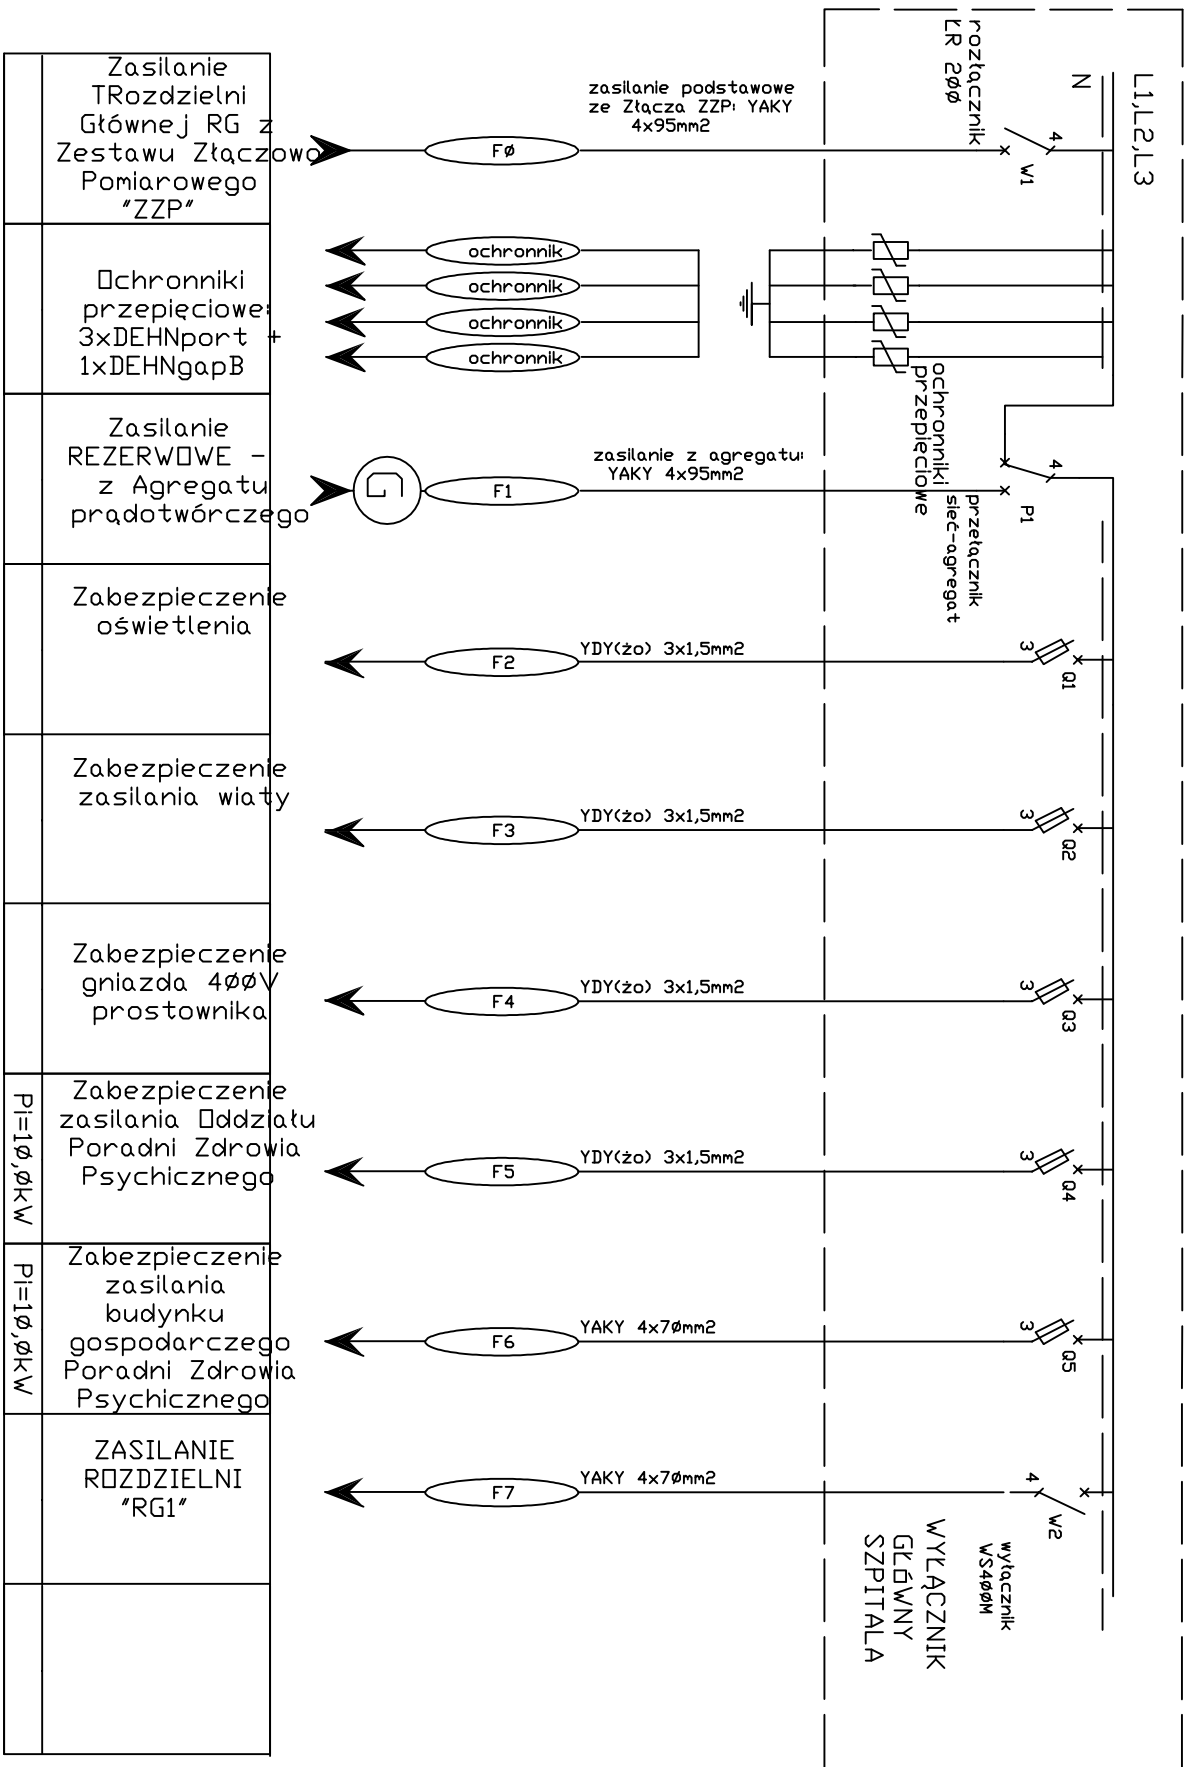 L1,L2,L3
N
rozłącznik
ŁR 200
4
W1
zasilanie podstawowe
ze Złącza ZZP: YAKY
4x95mm2
F0
Zasilanie
TRozdzielni
Głównej RG z
Zestawu Złączowo
Pomiarowego
"ZZP"
ochronnik
ochronnik
ochronnik
ochronnik
Ochronniki
przepięciowe:
3xDEHNport +
1xDEHNgapB
ochronniki
przepięciowe
Zasilanie
REZERWOWE -
z Agregatu
prądotwórczego
G
F1
zasilanie z agregatu:
YAKY 4x95mm2
4
P1
przełącznik
sieć-agregat
Zabezpieczenie
oświetlenia
F2
YDY(żo) 3x1,5mm2
3
Q1
Zabezpieczenie
zasilania wiaty
F3
YDY(żo) 3x1,5mm2
3
Q2
Zabezpieczenie
gniazda 400V
prostownika
F4
YDY(żo) 3x1,5mm2
3
Q3
Pi=10,0kW
Zabezpieczenie
zasilania Oddziału
Poradni Zdrowia
Psychicznego
F5
YDY(żo) 3x1,5mm2
3
Q4
Pi=10,0kW
Zabezpieczenie
zasilania
budynku
gospodarczego
Poradni Zdrowia
Psychicznego
F6
YAKY 4x70mm2
3
Q5
ZASILANIE
ROZDZIELNI
"RG1"
F7
YAKY 4x70mm2
4
W2
wyłącznik
WS400M
WYŁĄCZNIK
GŁÓWNY
SZPITALA